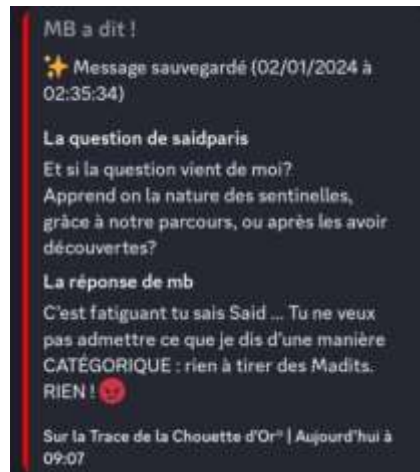 MB a dit !
✨ Message sauvegardé (02/01/2024 à
02:35:34)
La question de saidparis
Et si la question vient de moi?
Apprend on la nature des sentinelles,
grâce à notre parcours, ou après les avoir
découvertes?
La réponse de mb
C'est fatiguant tu sais Said ... Tu ne veux
pas admettre ce que je dis d'une manière
CATÉGORIQUE : rien à tirer des Madits.
RIEN ! 😡
Sur la Trace de la Chouette d'Or® | Aujourd'hui à
09:07